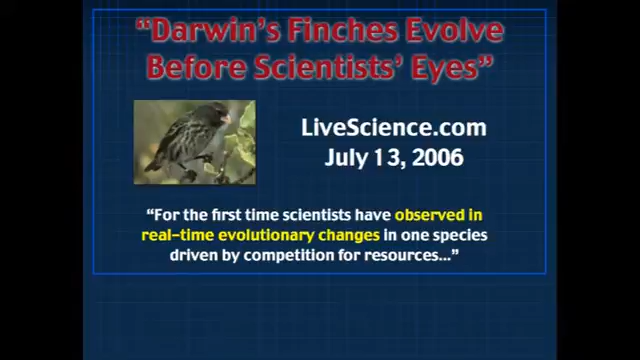 “Darwin’s Finches Evolve
Before Scientists’ Eyes”
LiveScience.com
July 13, 2006
“For the first time scientists have observed in
real-time evolutionary changes in one species
driven by competition for resources...”